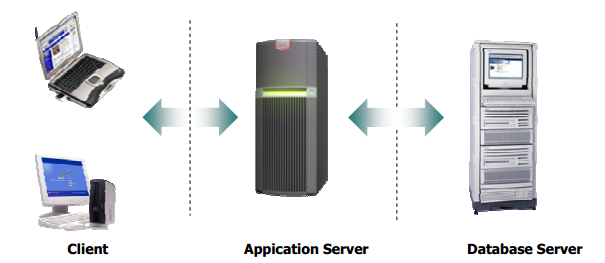 Client
Appication Server
Database Server